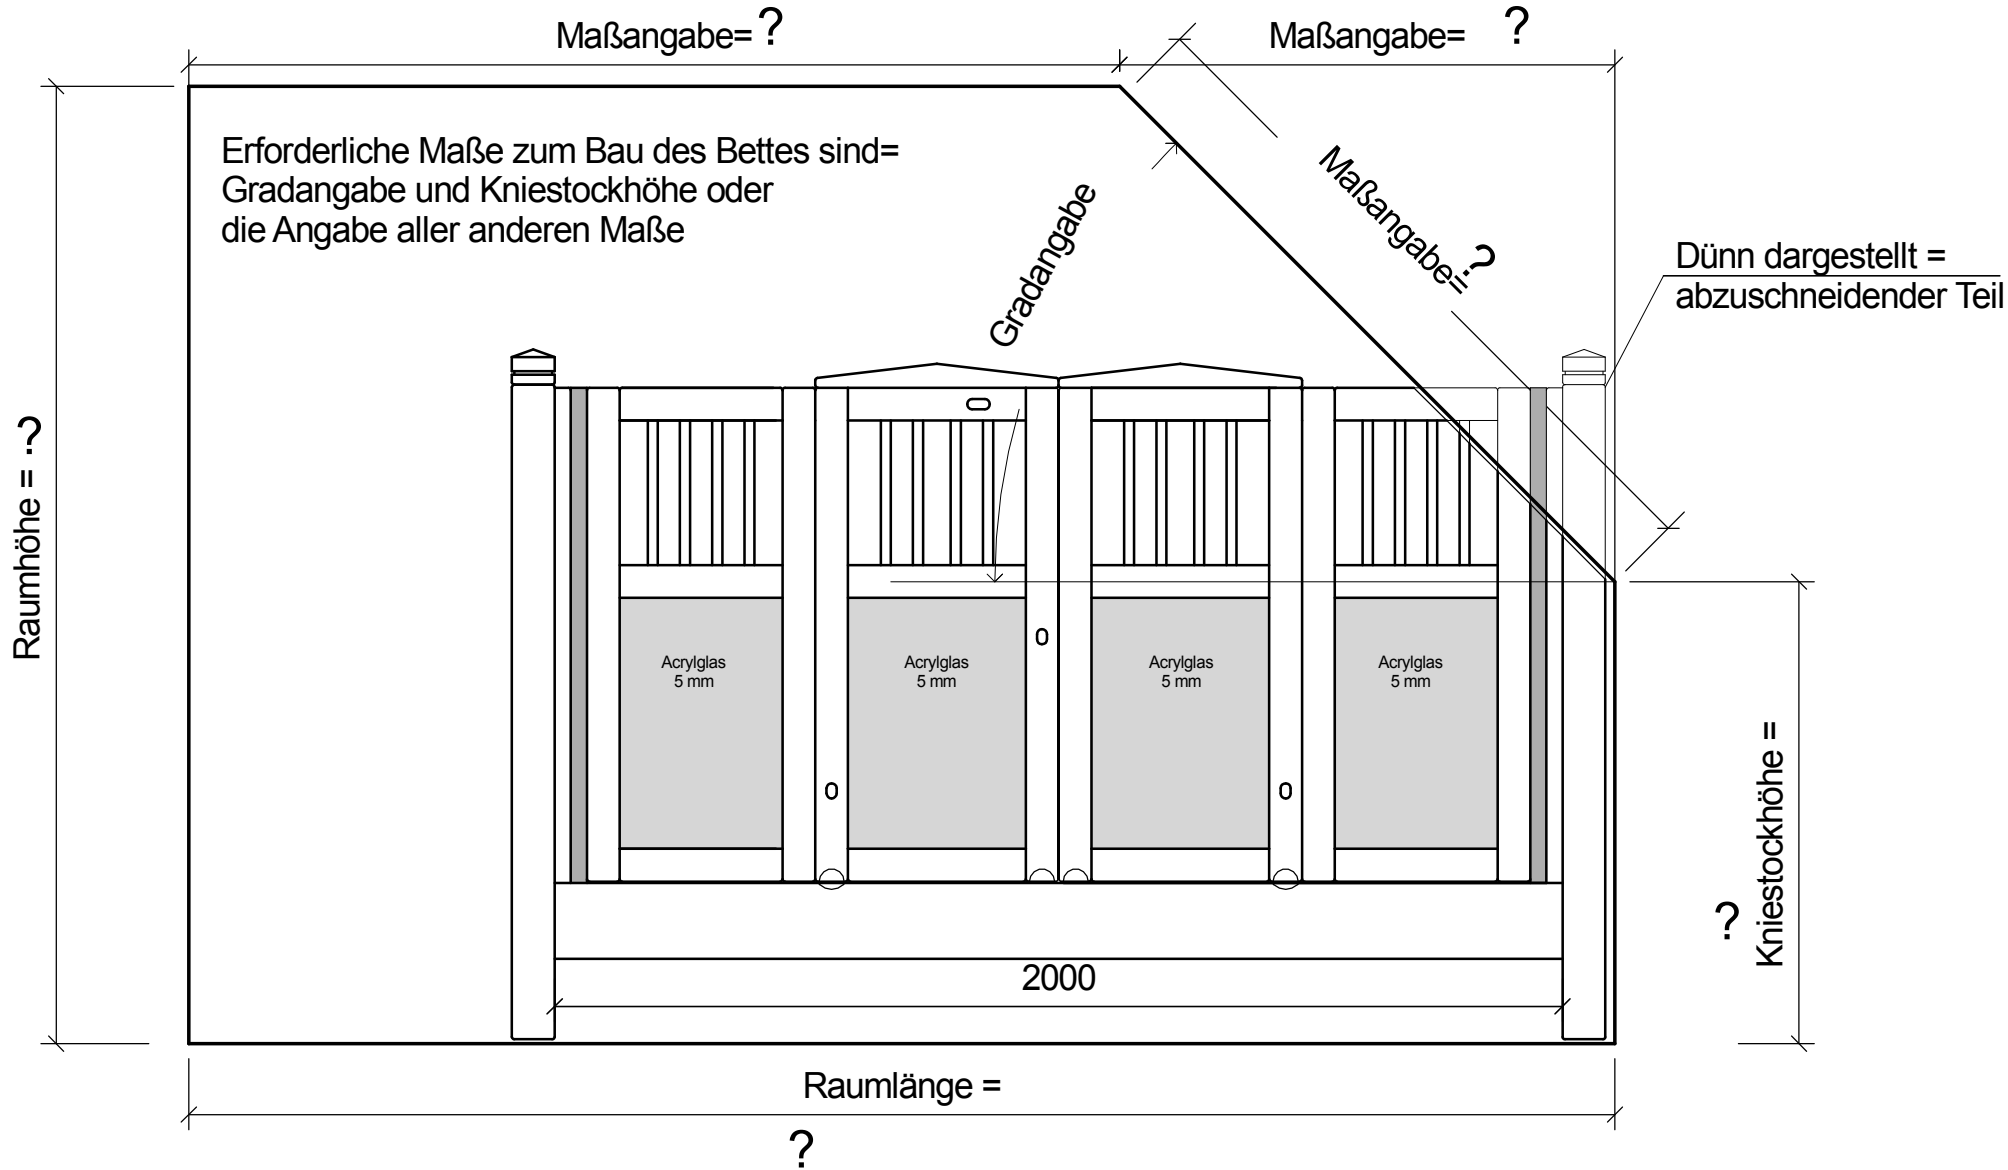 Maßangabe= ?
Maßangabe= ?
Erforderliche Maße zum Bau des Bettes sind=
Gradangabe und Kniestockhöhe oder
die Angabe aller anderen Maße
Gradangabe
Maßangabe= ?
Dünn dargestellt =
abzuschneidender Teil
Raumhöhe = ?
Acrylglas
5 mm
Acrylglas
5 mm
Acrylglas
5 mm
Acrylglas
5 mm
Kniestockhöhe =
?
2000
Raumlänge =
?